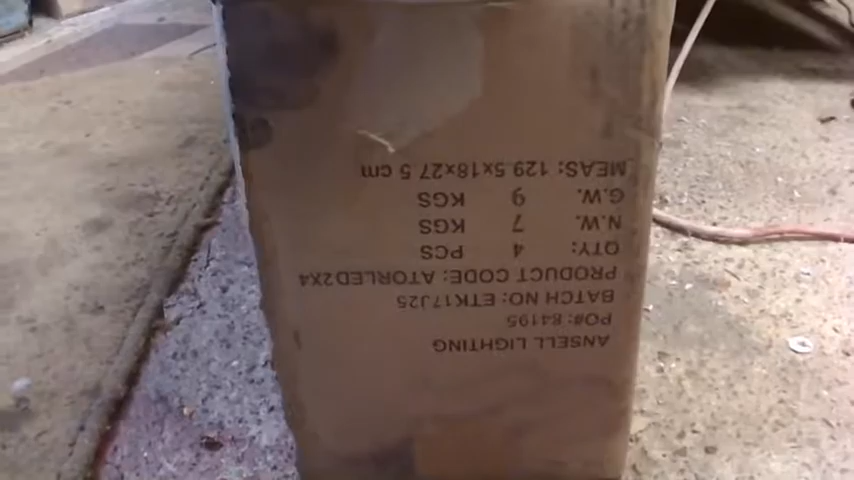 ANSELL LIGHTING
PO#: 84195
BATCH NO: ETK17J25
PRODUCT CODE: ATORLED2X4
QTY: 4 PCS
N.W. 7 KGS
G.W. 9 KGS
MEAS: 129.5x18x27.5 cm